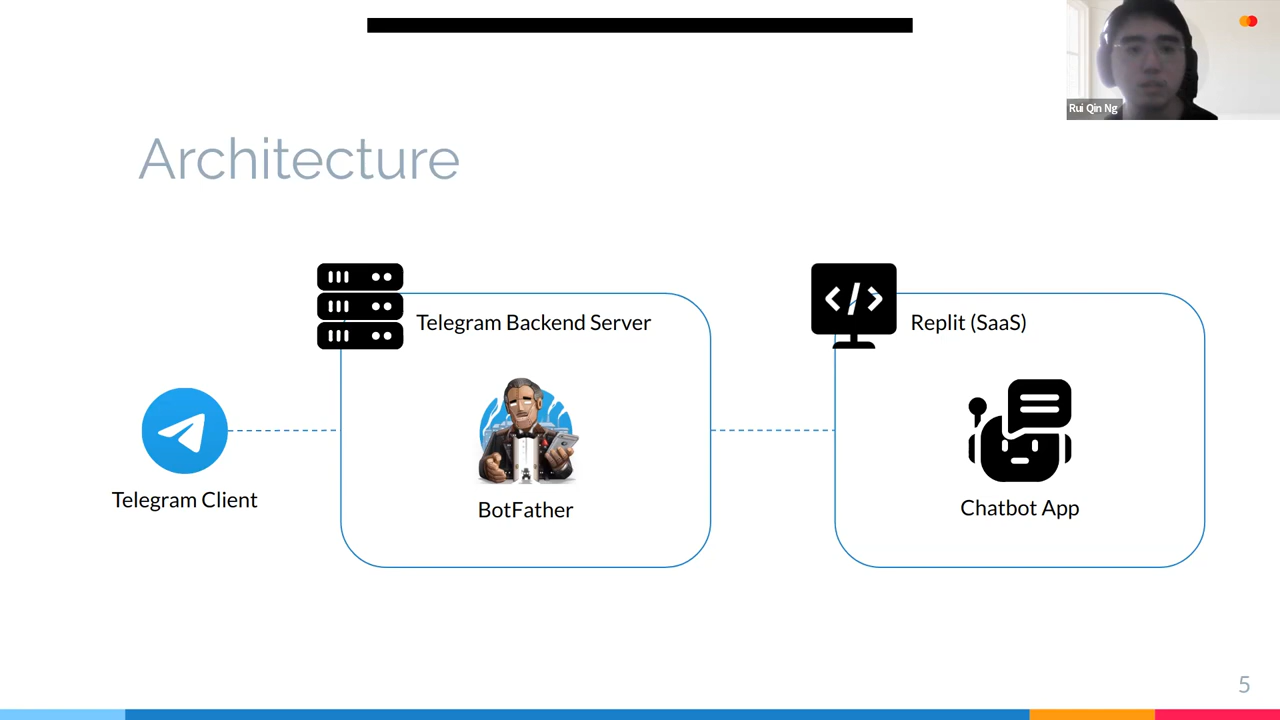 Rui Qin Ng
Architecture
Telegram Backend Server
Replit (SaaS)
Telegram Client
BotFather
Chatbot App
5